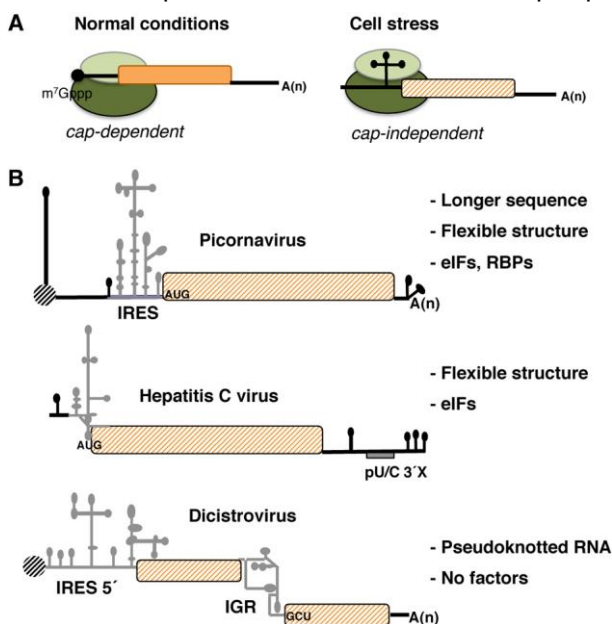 A
Normal conditions
Cell stress
m7Gppp
A(n)
A(n)
cap-dependent
cap-independent
B
- Longer sequence
- Flexible structure
- eIFs, RBPs
Picornavirus
AUG
IRES
A(n)
- Flexible structure
- eIFs
Hepatitis C virus
AUG
pU/C 3´X
Dicistrovirus
- Pseudoknotted RNA
- No factors
IRES 5´
IGR
GCU
A(n)